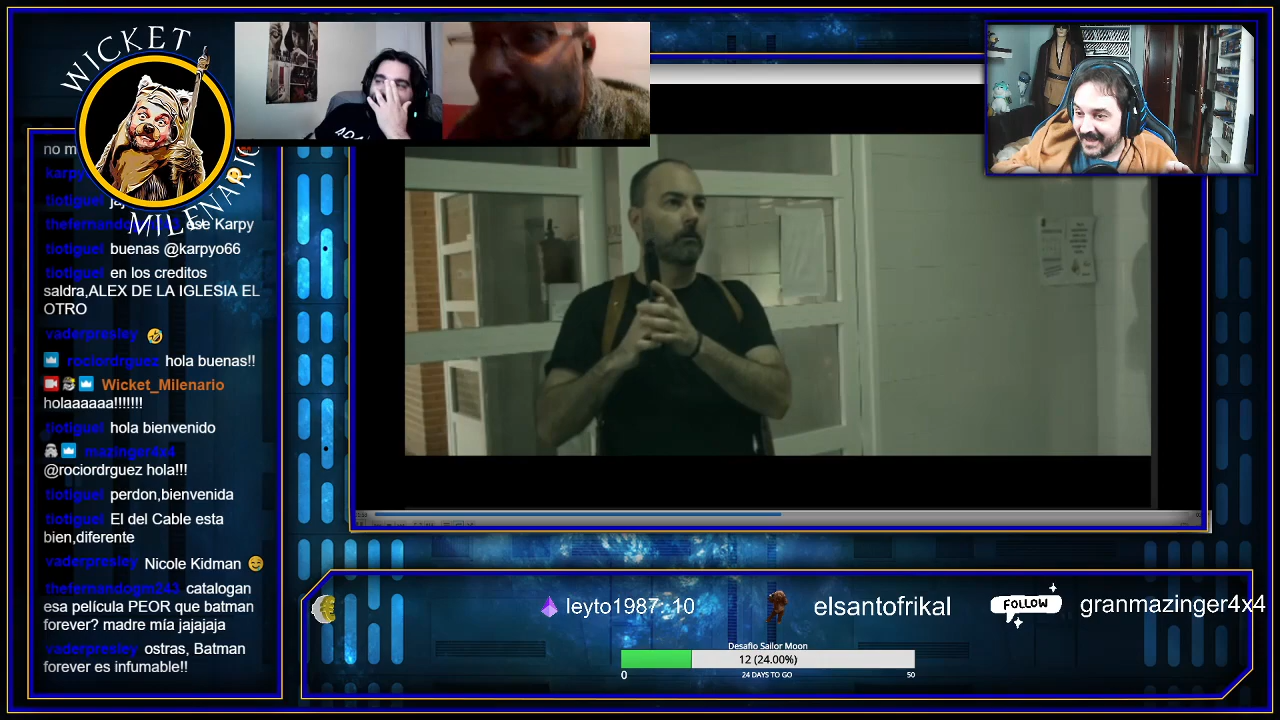 WICKET
MILENARIO
no m
karpy
tiotiguel
ese Karpy
tiotiguel buenas @karpyo66
tiotiguel en los creditos
saldra,ALEX DE LA IGLESIA EL
OTRO
vaderpresley
rociordrguez hola buenas!!
Wicket_Milenario
holaaaaaa!!!!!!!
tiotiguel hola bienvenido
mazinger4x4
@rociordrguez hola!!!
tiotiguel perdon,bienvenida
tiotiguel El del Cable esta
bien,diferente
vaderpresley Nicole Kidman
thefernandogm243 catalogan
esa película PEOR que batman
forever? madre mía jajajaja
vaderpresley ostras, Batman
forever es infumable!!
leyto1987: 10
elsantofrikal
FOLLOW
granmazinger4x4
Desafio Sailor Moon
12 (24.00%)
0
24 DAYS TO GO
50